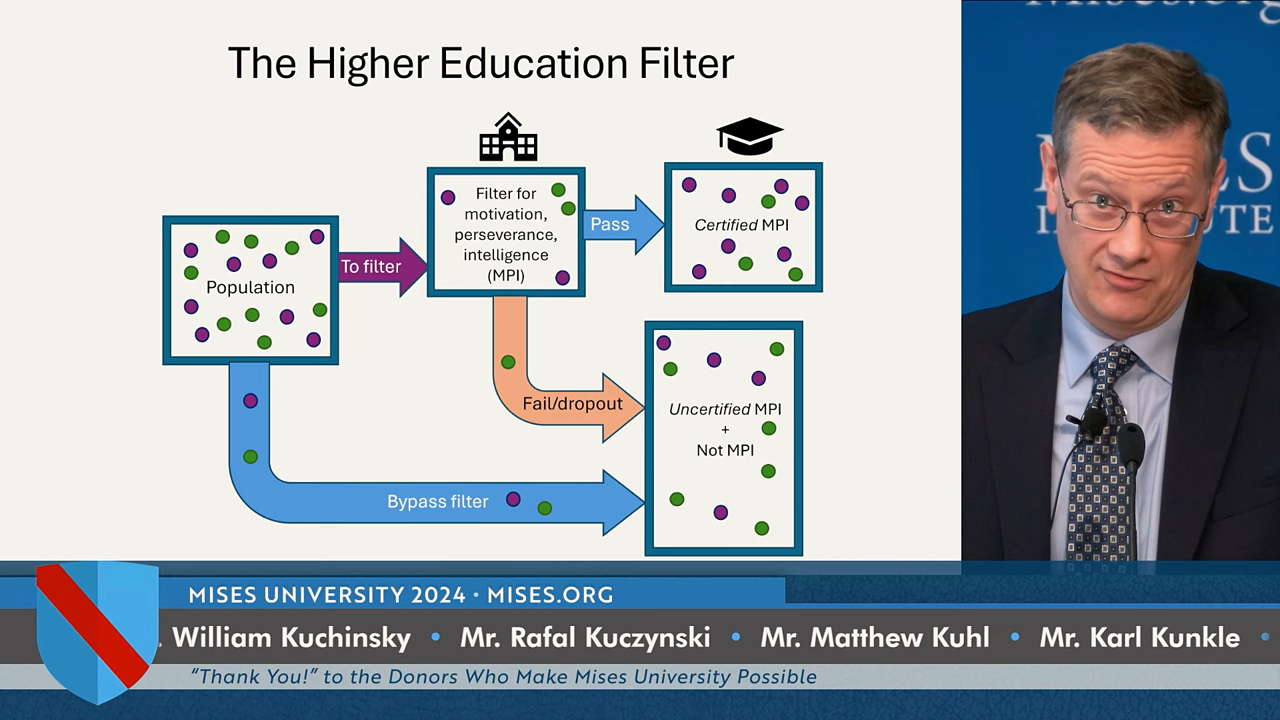 The Higher Education Filter
Filter for
motivation,
perseverance,
intelligence
(MPI)
Pass
Certified MPI
To filter
Population
Fail/dropout
Uncertified MPI
+
Not MPI
Bypass filter
MISES UNIVERSITY 2024 • MISES.ORG
. William Kuchinsky • Mr. Rafal Kuczynski • Mr. Matthew Kuhl • Mr. Karl Kunkle •
“Thank You!” to the Donors Who Make Mises University Possible